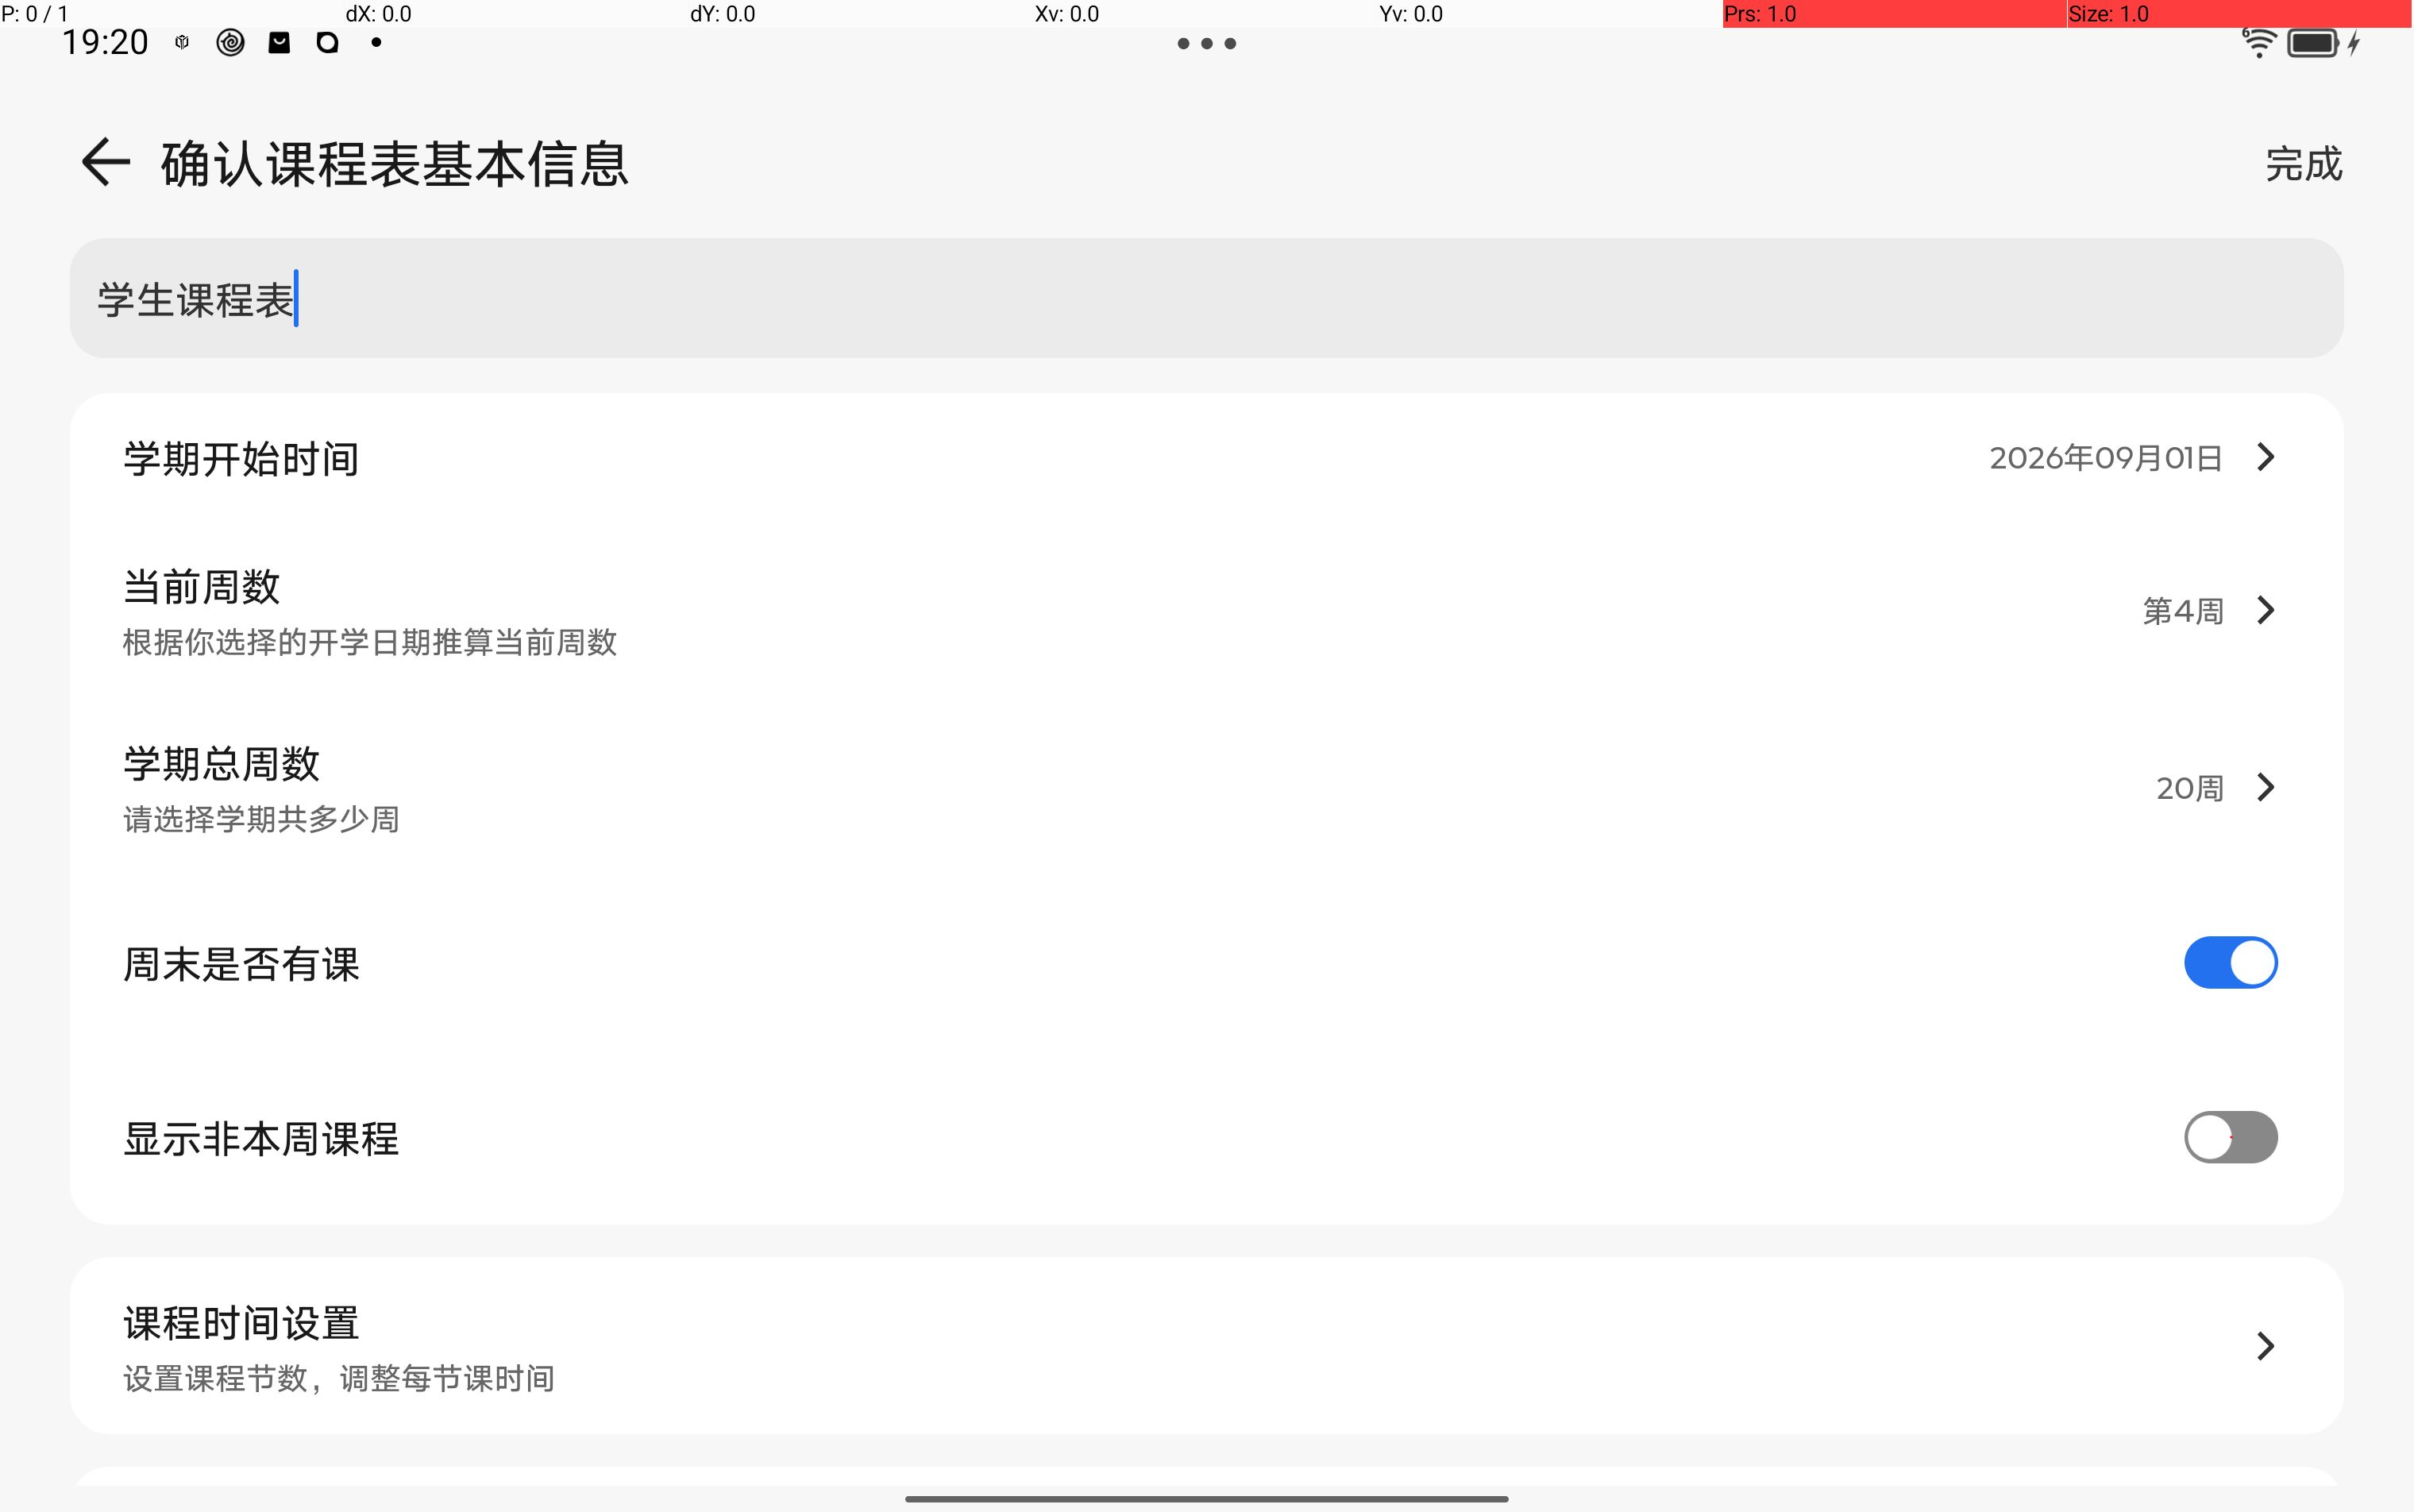 P: 0 / 1 dX: 0.0 dY: 0.0 Xv: 0.0 Yv: 0.0 Prs: 1.0 Size: 1.0
19:20
6
确认课程表基本信息
完成
学生课程表
学期开始时间
2026年09月01日
当前周数
根据你选择的开学日期推算当前周数
第4周
学期总周数
请选择学期共多少周
20周
周末是否有课
显示非本周课程
课程时间设置
设置课程节数，调整每节课时间